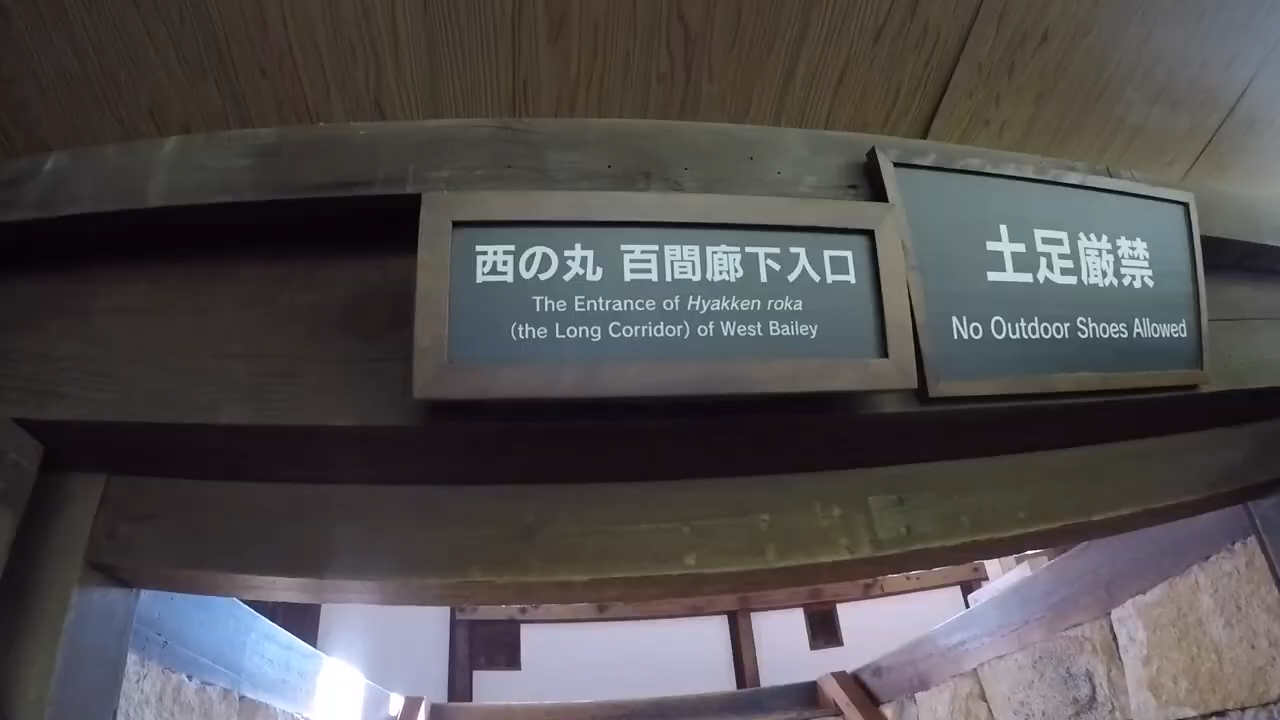 西の丸 百間廊下入口
The Entrance of Hyakken roka
(the Long Corridor) of West Bailey
土足厳禁
No Outdoor Shoes Allowed